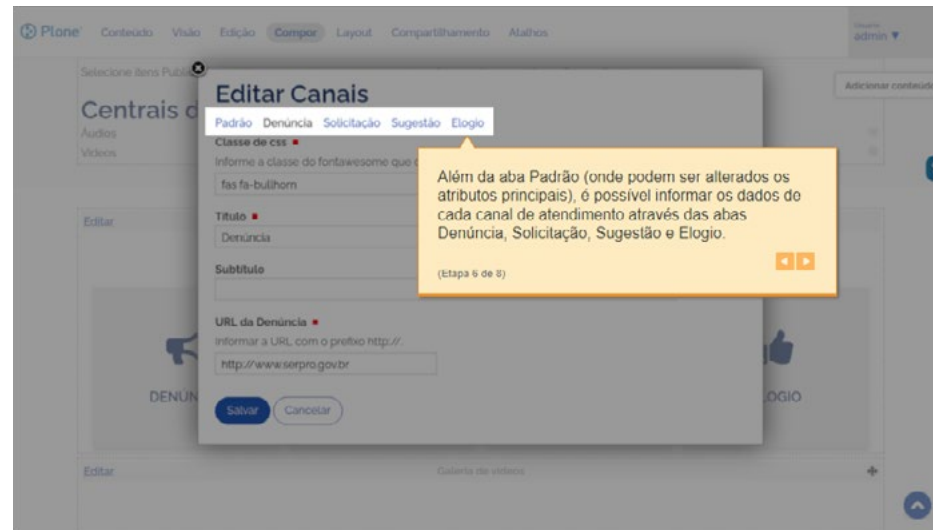 Plone
Conteúdo Visão Edição Compor Layout Compartilhamento Atalhos
admin ▼
Selecione itens Public
Adicionar conteúdo
Centrais d
Áudios
Vídeos
Editar Canais
Padrão Denúncia Solicitação Sugestão Elogio
Classe de css
Informe a classe do fontawesome que
fas fa-bullhorn
Título
Denúncia
Subtítulo
URL da Denúncia
Informar a URL com o prefixo http://.
http://www.serpro.gov.br
Salvar Cancelar
Além da aba Padrão (onde podem ser alterados os
atributos principais), é possível informar os dados de
cada canal de atendimento através das abas
Denúncia, Solicitação, Sugestão e Elogio.
(Etapa 6 de 8)
Editar
DENÚN
OGIO
Editar
Galeria de vídeos